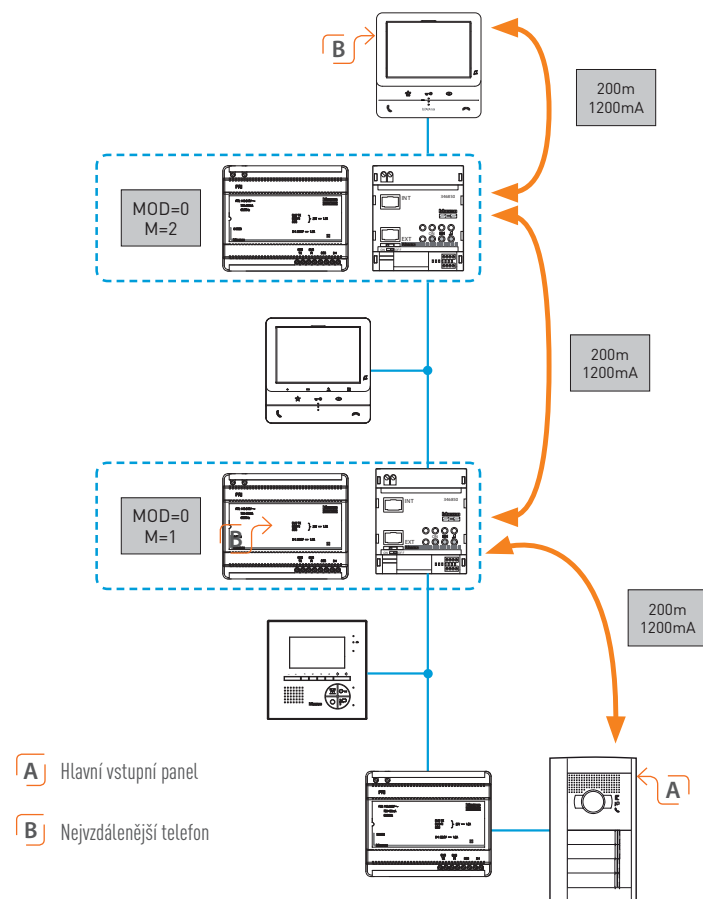 B
200m
1200mA
MOD=0
M=2
INT
EXT
200m
1200mA
MOD=0
M=1
B
INT
EXT
200m
1200mA
A Hlavní vstupní panel
A
B Nejvzdálenější telefon